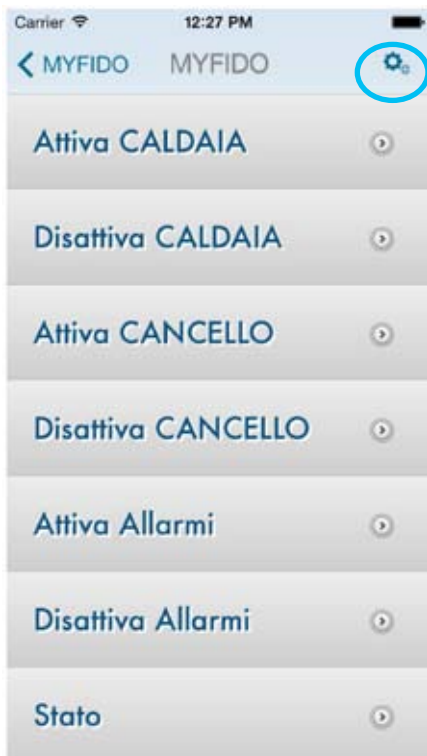 Carrier 12:27 PM
MYFIDO MYFIDO
Attiva CALDAIA
Disattiva CALDAIA
Attiva CANCELLO
Disattiva CANCELLO
Attiva Allarmi
Disattiva Allarmi
Stato